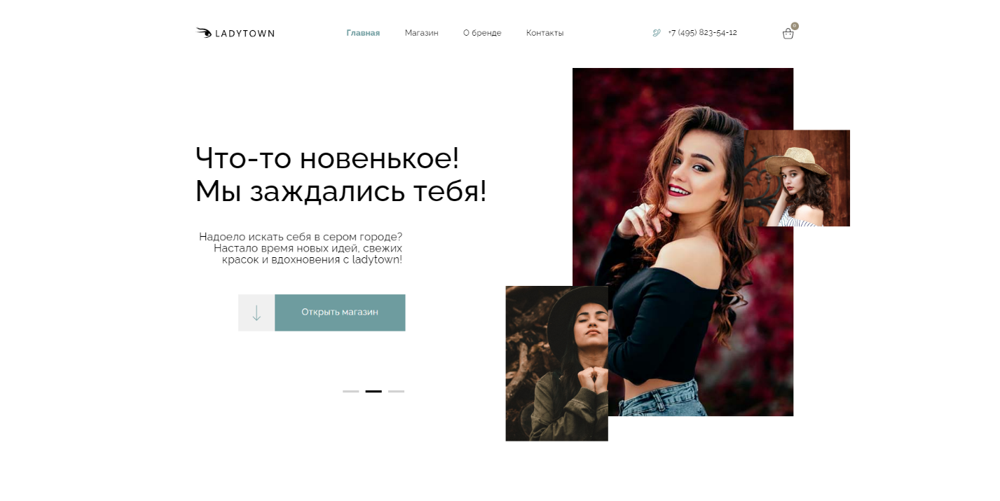 LADYTOWN
Главная
Магазин
О бренде
Контакты
+7 (495) 823-54-12
0
Что-то новенькое!
Мы заждались тебя!
Надоело искать себя в сером городе?
Настало время новых идей, свежих
красок и вдохновения с ladytown!
Открыть магазин